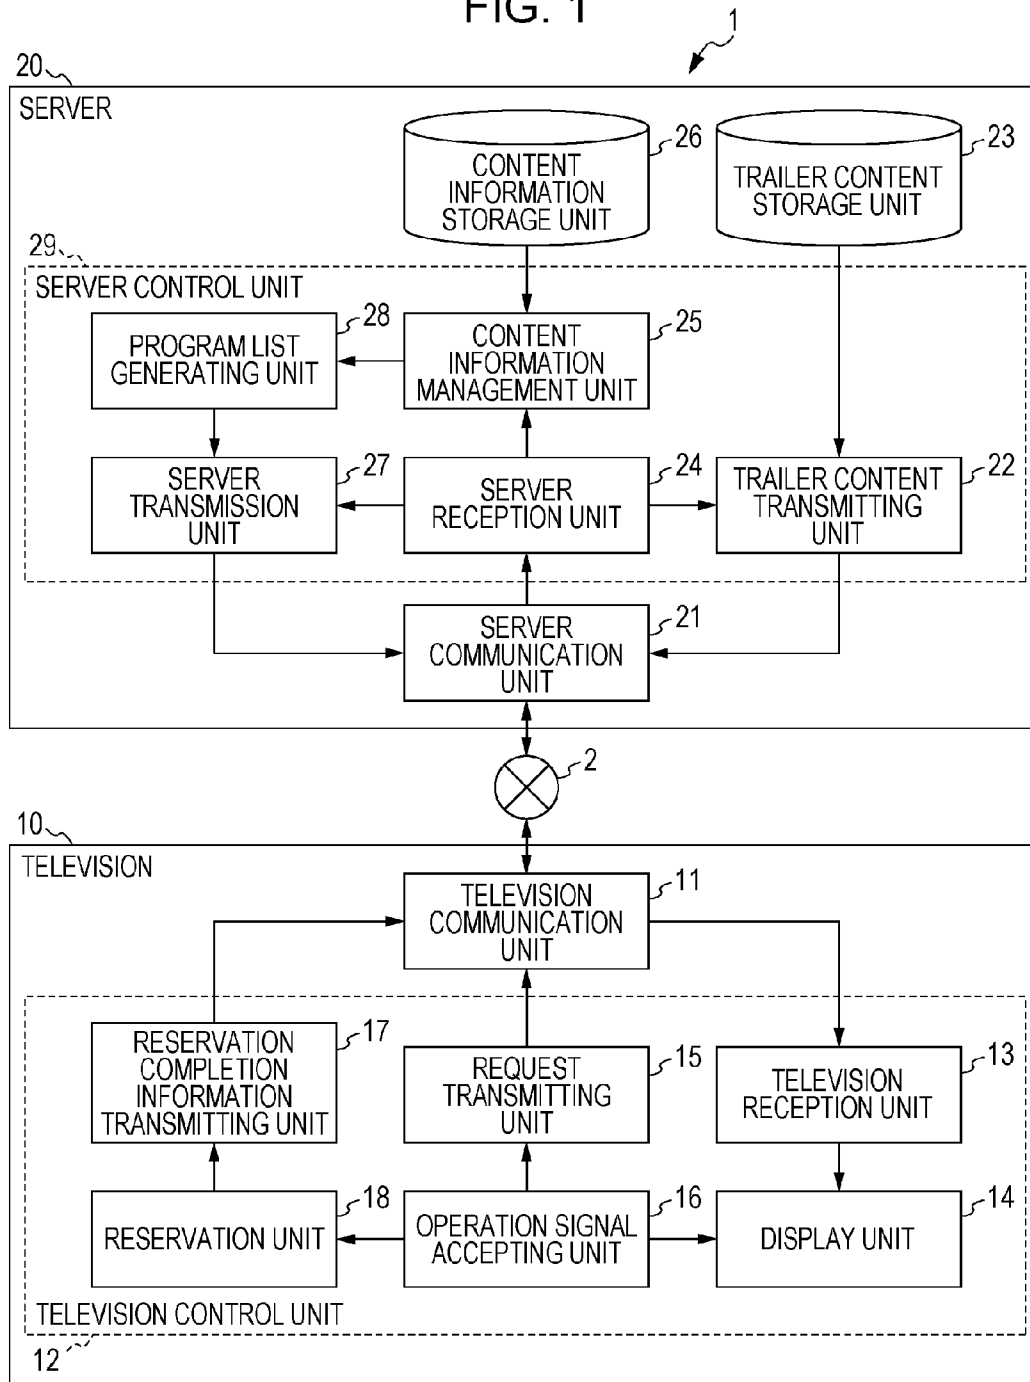 FIG. 1
1
20
SERVER
CONTENT
INFORMATION
STORAGE UNIT
26
TRAILER CONTENT
STORAGE UNIT
23
29
SERVER CONTROL UNIT
PROGRAM LIST
GENERATING UNIT
28
CONTENT
INFORMATION
MANAGEMENT UNIT
25
SERVER
TRANSMISSION
UNIT
27
SERVER
RECEPTION UNIT
24
TRAILER CONTENT
TRANSMITTING
UNIT
22
SERVER
COMMUNICATION
UNIT
21
2
10
TELEVISION
TELEVISION
COMMUNICATION
UNIT
11
RESERVATION
COMPLETION
INFORMATION
TRANSMITTING UNIT
17
REQUEST
TRANSMITTING
UNIT
15
TELEVISION
RECEPTION UNIT
13
RESERVATION UNIT
18
OPERATION SIGNAL
ACCEPTING UNIT
16
DISPLAY UNIT
14
TELEVISION CONTROL UNIT
12